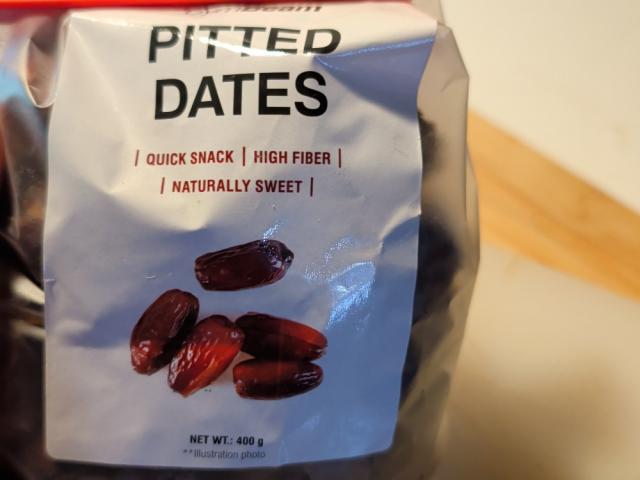 PITTED
DATES
| QUICK SNACK | HIGH FIBER |
| NATURALLY SWEET |
NET WT.: 400 g
**Illustration photo